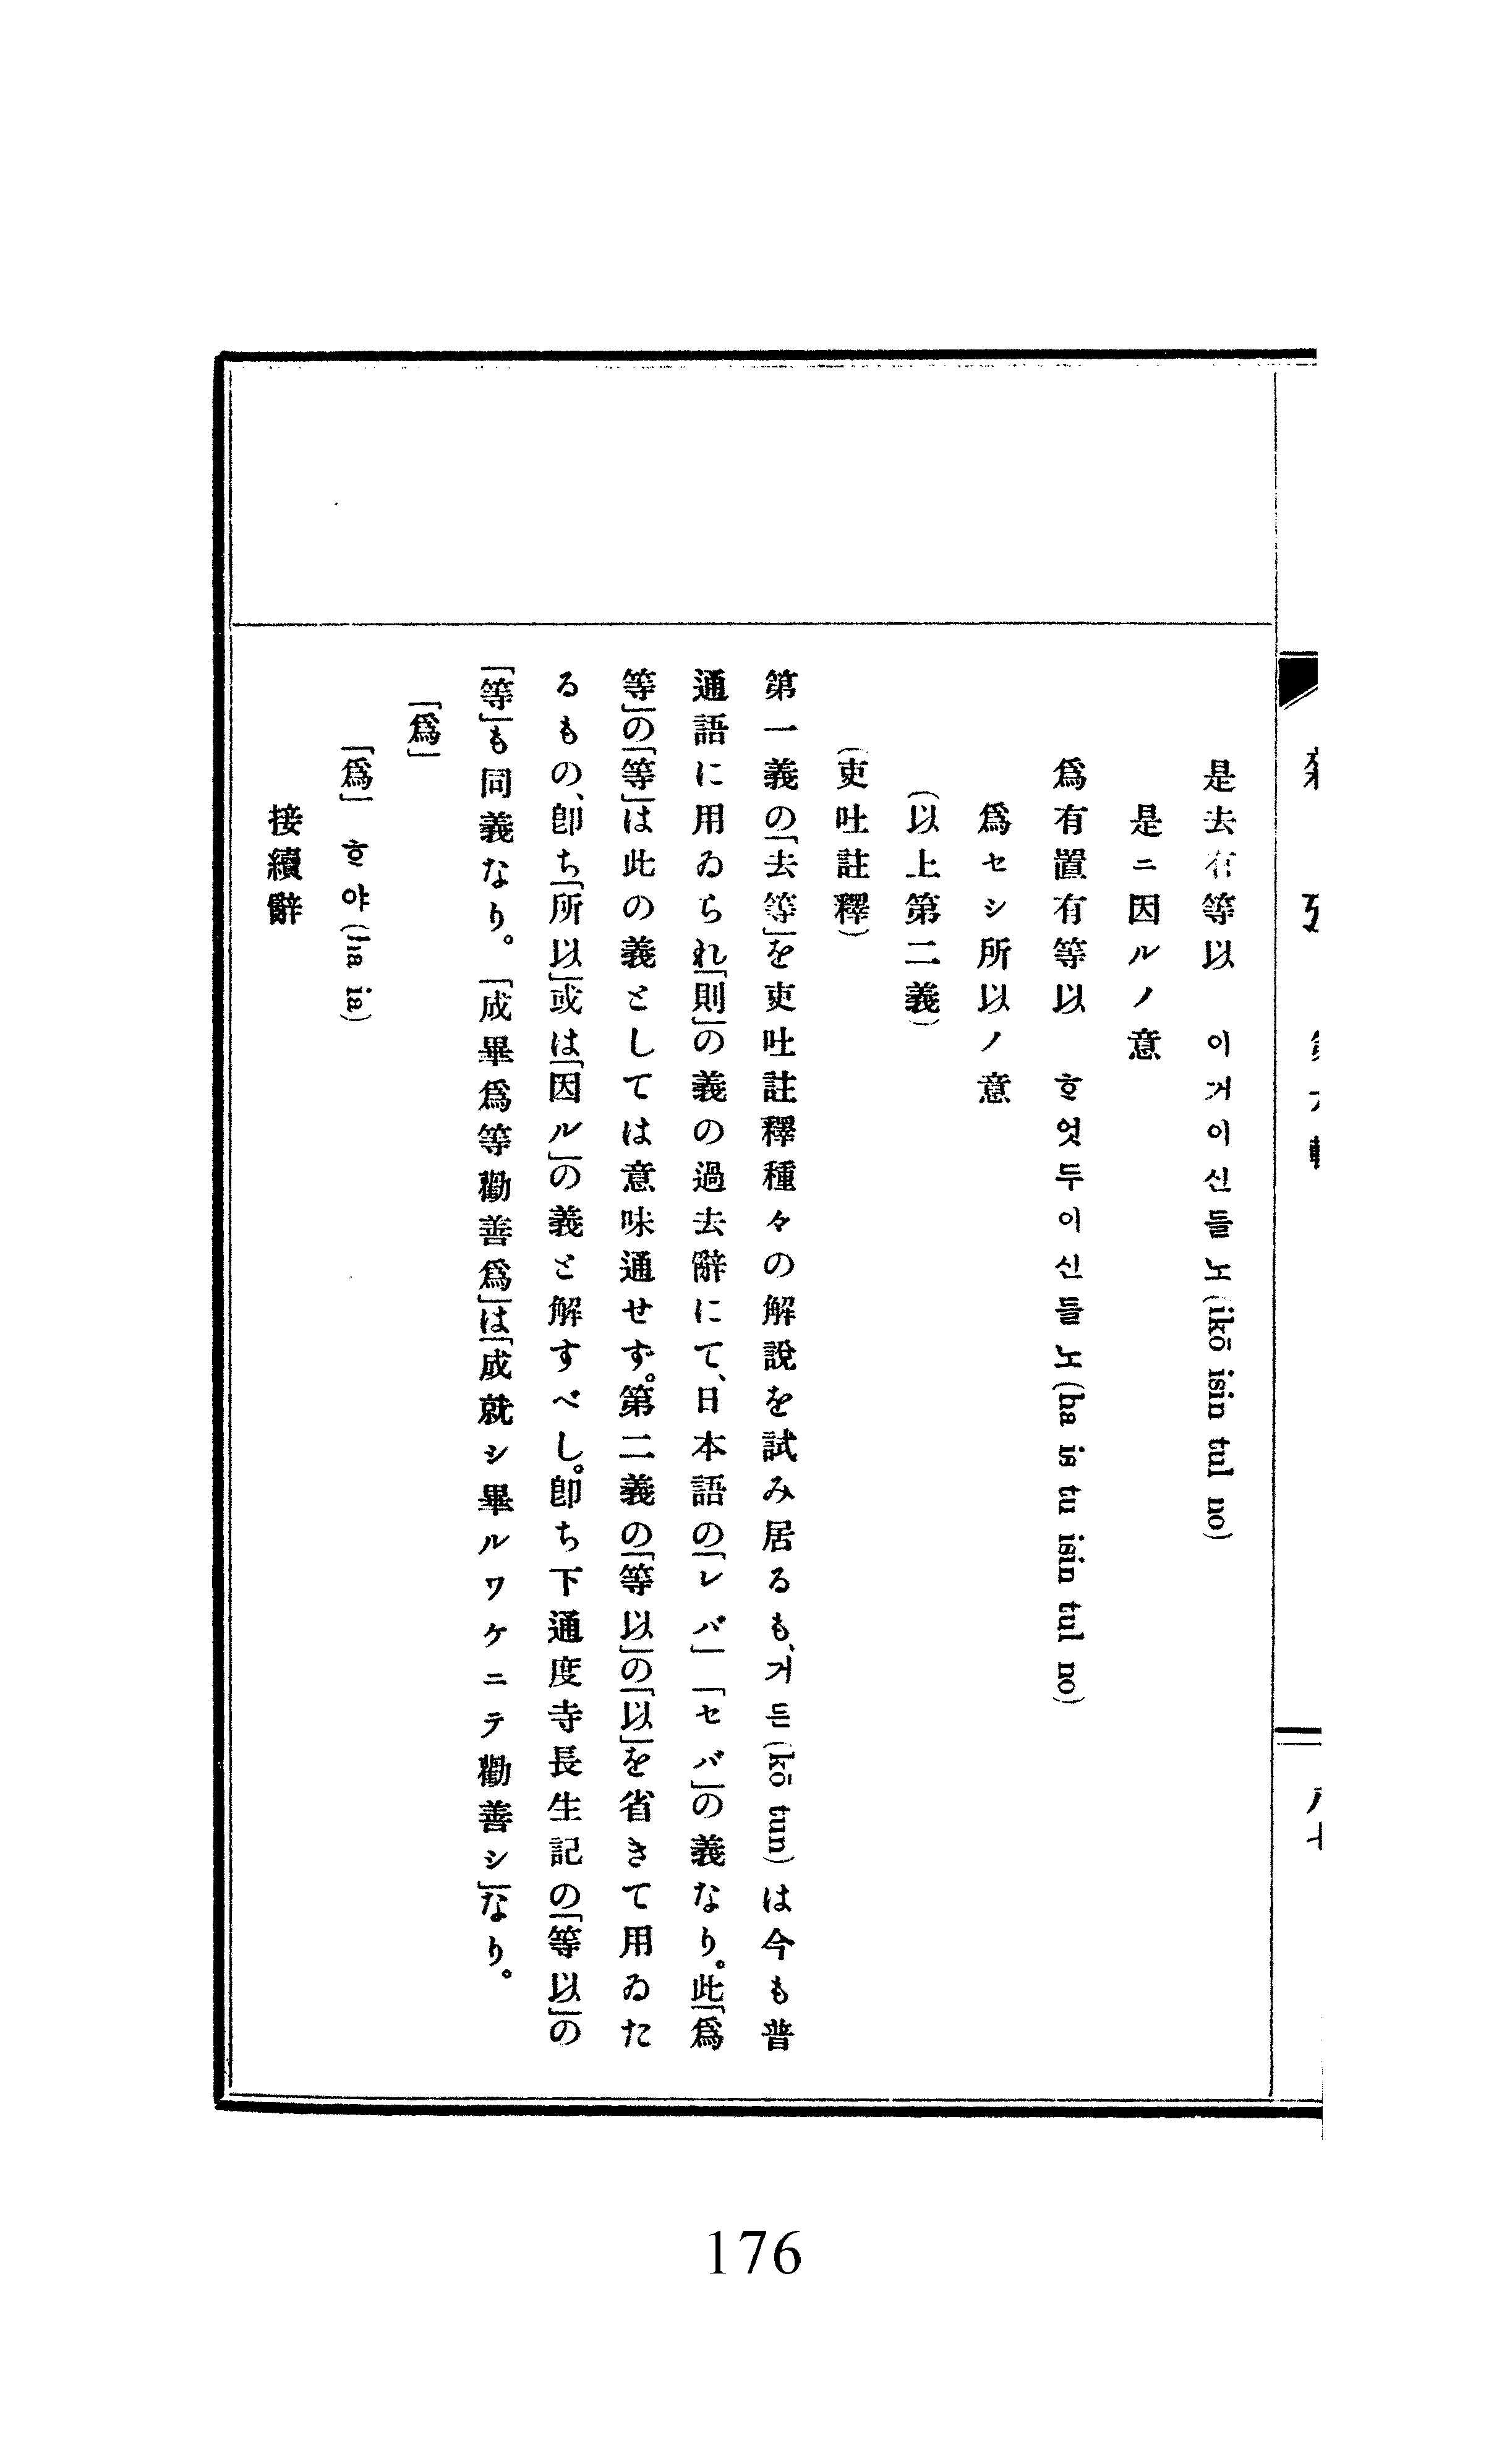 是去有等以　이거이신들노(ikō isin tul no)
是ニ因ルノ意
爲有置有等以　ᄒᆞ엇두이신들노(ha is tu isin tul no)
爲セシ所以ノ意
(以上第二義)
(吏吐註釋)
第一義の「去等」を吏吐註釋種々の解說を試み居るも、거든(kō tun)は今も普
通語に用ゐられ「則」の義の過去辭にて、日本語の「レバ」「セバ」の義なり。此「爲
等」の「等」は此の義としては意味通せず。第二義の「等以」の「以」を省きて用ゐた
るもの、卽ち「所以」或は「因ル」の義と解すべし。卽ち下通度寺長生記の「等以」の
「等」も同義なり。「成畢爲等勸善爲」は「成就シ畢ルワケニテ勸善シ」なり。
「爲」
「爲」　ᄒᆞ야(ha ia)
接續辭
176